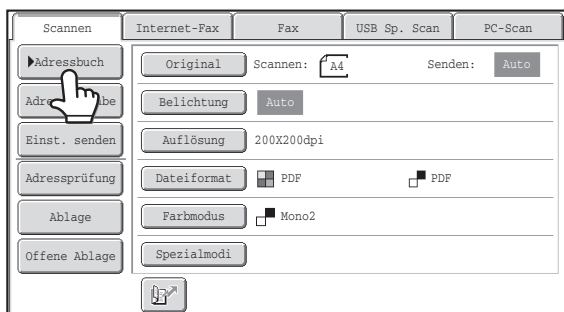 Scannen Internet-Fax Fax USB Sp. Scan PC-Scan
Adressbuch Original Scannen: A4 Senden: Auto
Belichtung Auto
Einst. senden Auflösung 200X200dpi
Adressprüfung Dateiformat PDF PDF
Ablage Farbmodus Mono2
Offene Ablage Spezialmodi